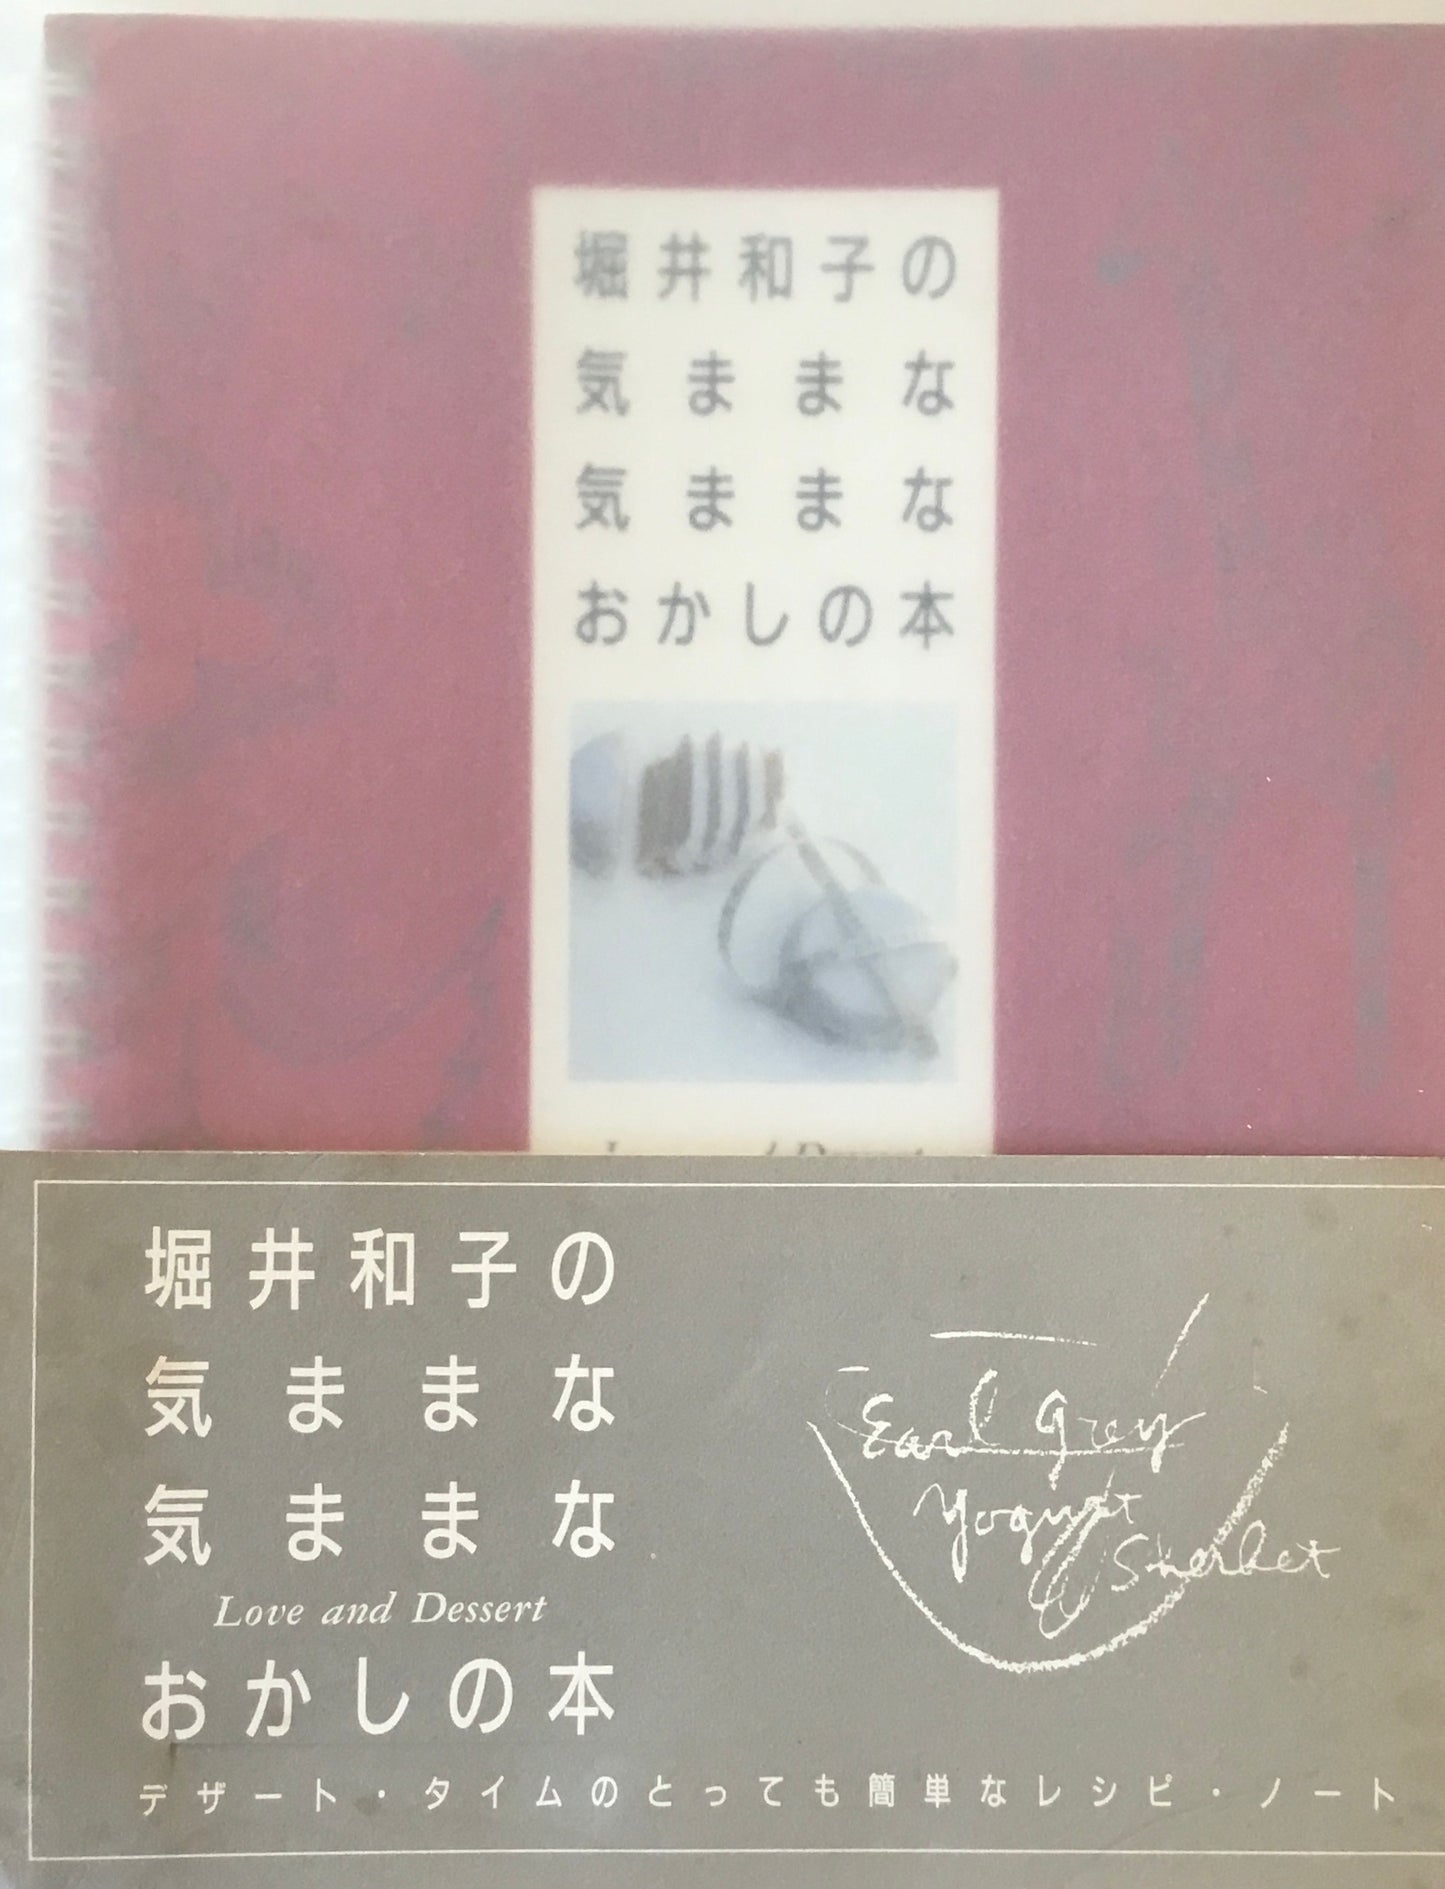 堀井和子の
気ままな
気ままな
おかしの本
堀井和子の
気ままな
気ままな
Love and Dessert
おかしの本
デザート・タイムのとっても簡単なレシピ・ノート
Earl Grey
Yogurt
Sherbet